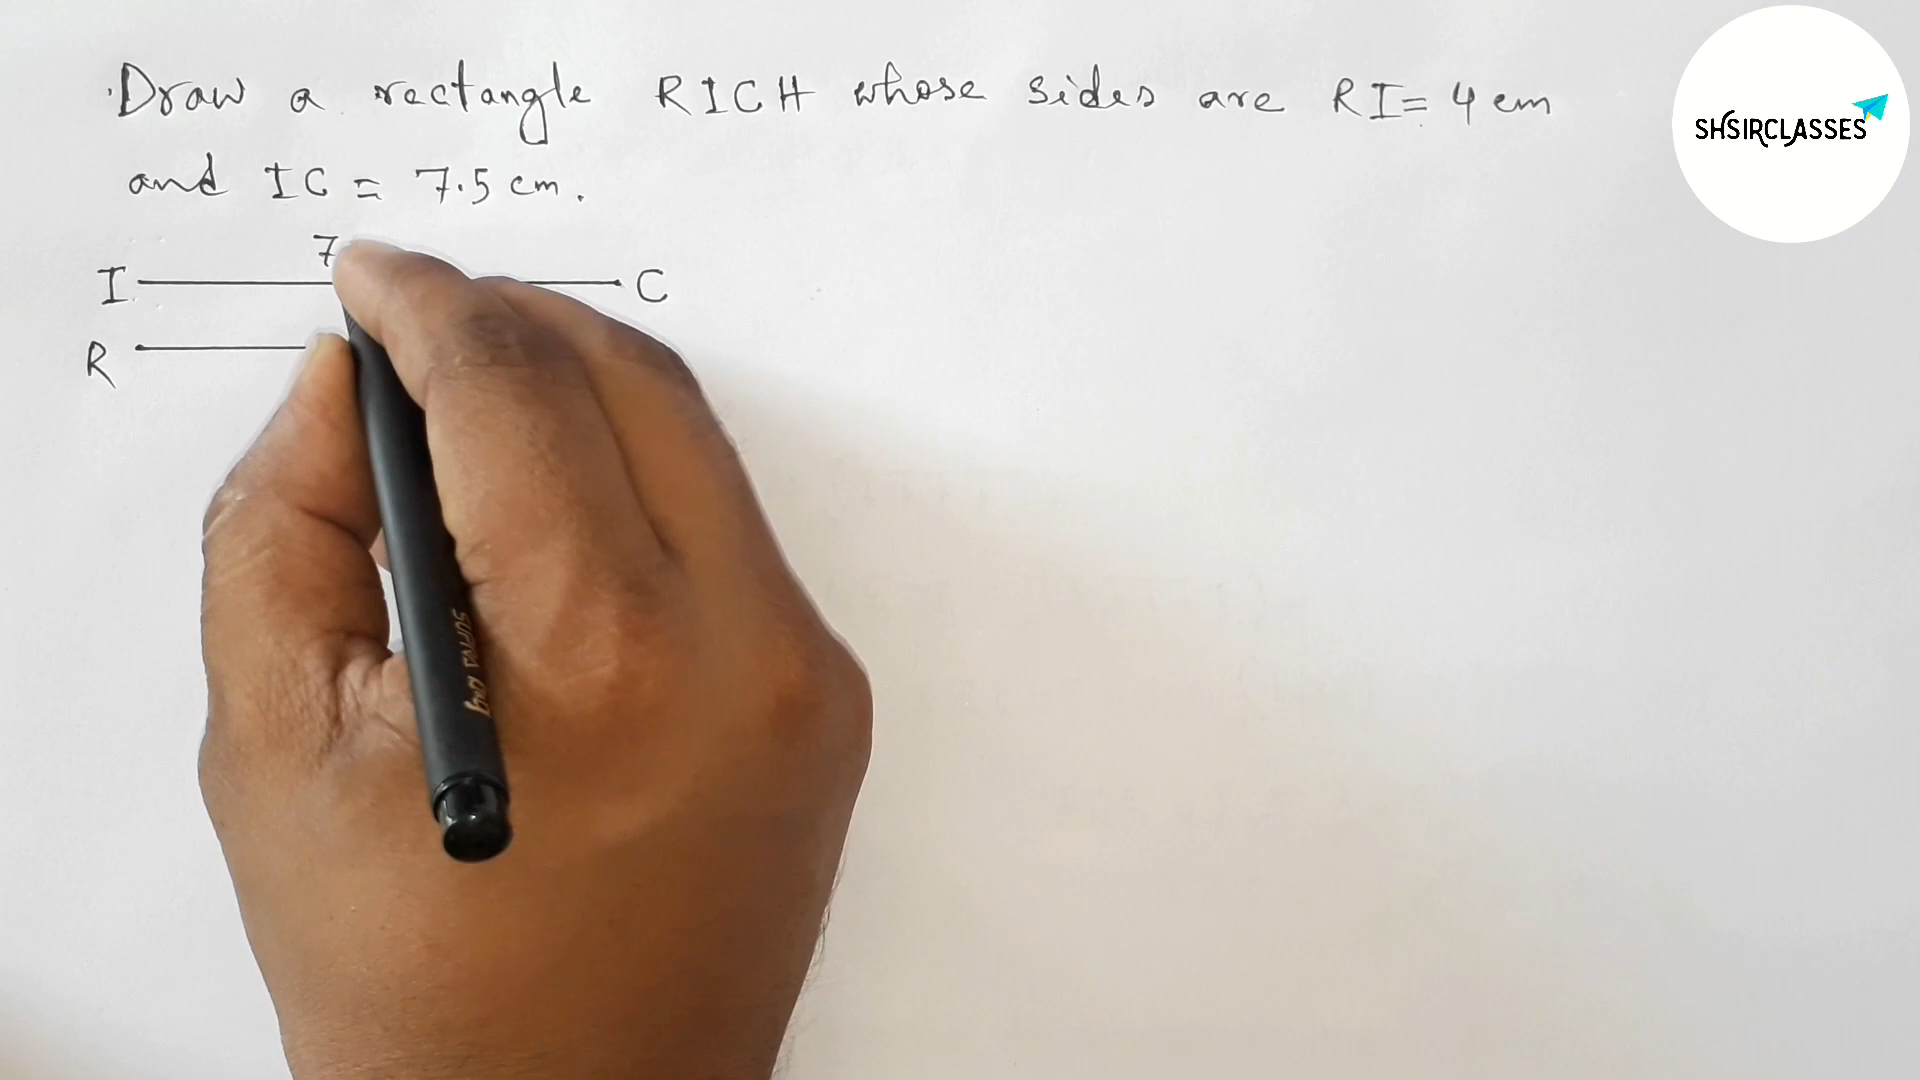 Draw a rectangle RICH whose sides are RI = 4 cm
and IC = 7.5 cm.
7
I C
R
SHSIRCLASSES